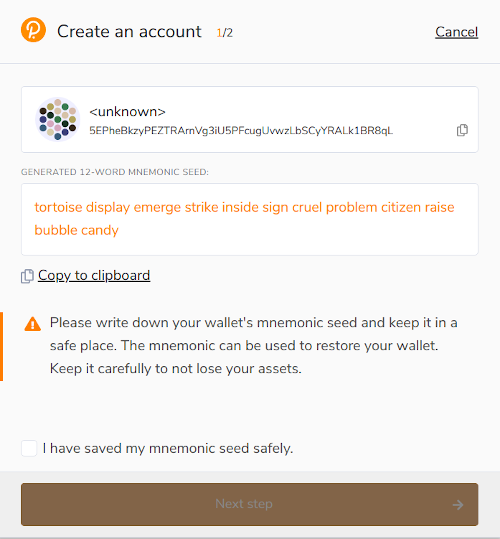 Create an account 1/2 Cancel
<unknown>
5EPheBkzyPEZTRArnVg3iU5PFcugUvwzLbSCyYRALk1BR8qL
GENERATED 12-WORD MNEMONIC SEED:
tortoise display emerge strike inside sign cruel problem citizen raise
bubble candy
Copy to clipboard
Please write down your wallet's mnemonic seed and keep it in a
safe place. The mnemonic can be used to restore your wallet.
Keep it carefully to not lose your assets.
I have saved my mnemonic seed safely.
Next step